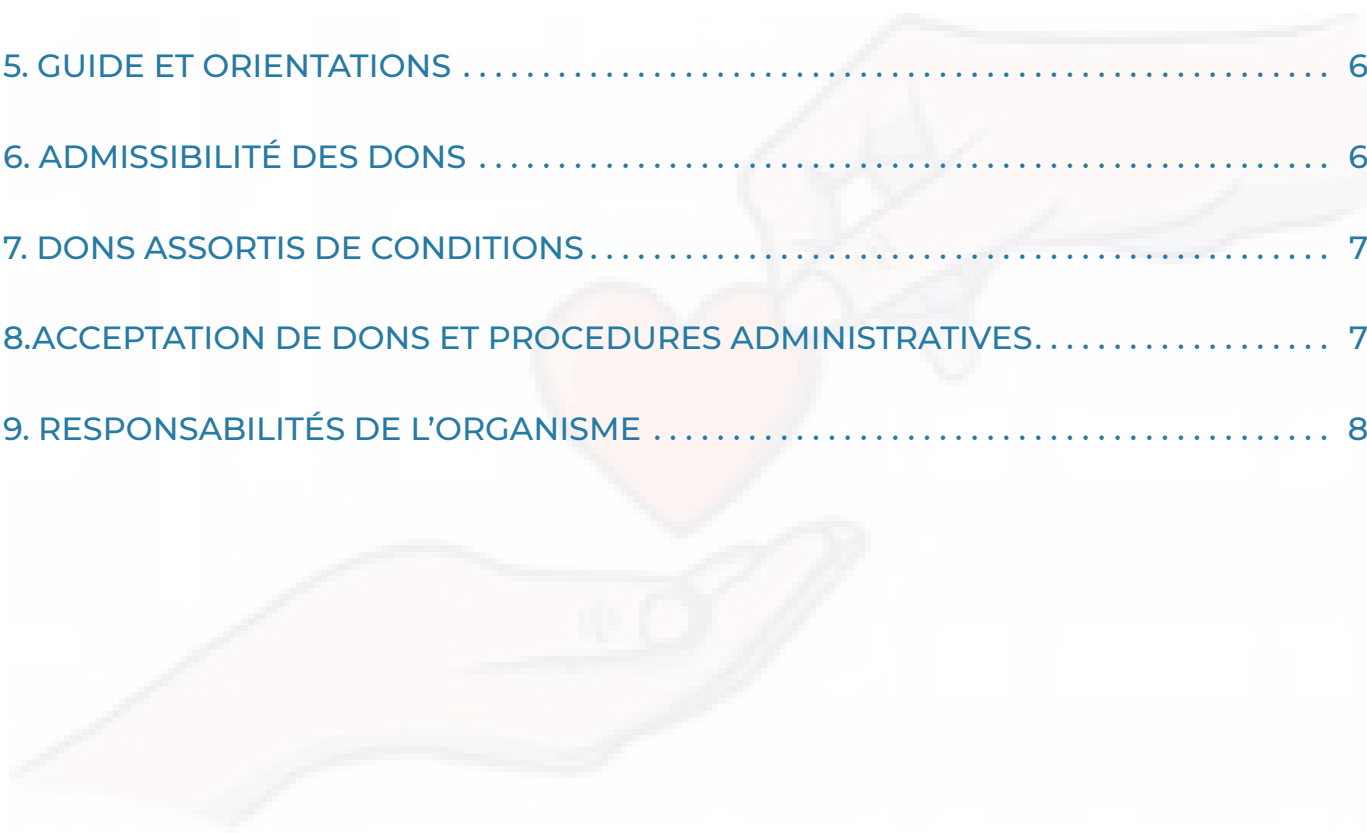 5. GUIDE ET ORIENTATIONS . . . . . . . . . . . . . . . . . . . . . . . . . . . . . . . . . . . . . . . . . . . . . . . . . . . . . . . . 6
6. ADMISSIBILITÉ DES DONS . . . . . . . . . . . . . . . . . . . . . . . . . . . . . . . . . . . . . . . . . . . . . . . . . . . . . . . 6
7. DONS ASSORTIS DE CONDITIONS . . . . . . . . . . . . . . . . . . . . . . . . . . . . . . . . . . . . . . . . . . . . . . . . 7
8.ACCEPTATION DE DONS ET PROCEDURES ADMINISTRATIVES. . . . . . . . . . . . . . . . . . . 7
9. RESPONSABILITÉS DE L’ORGANISME . . . . . . . . . . . . . . . . . . . . . . . . . . . . . . . . . . . . . . . . . . . . 8